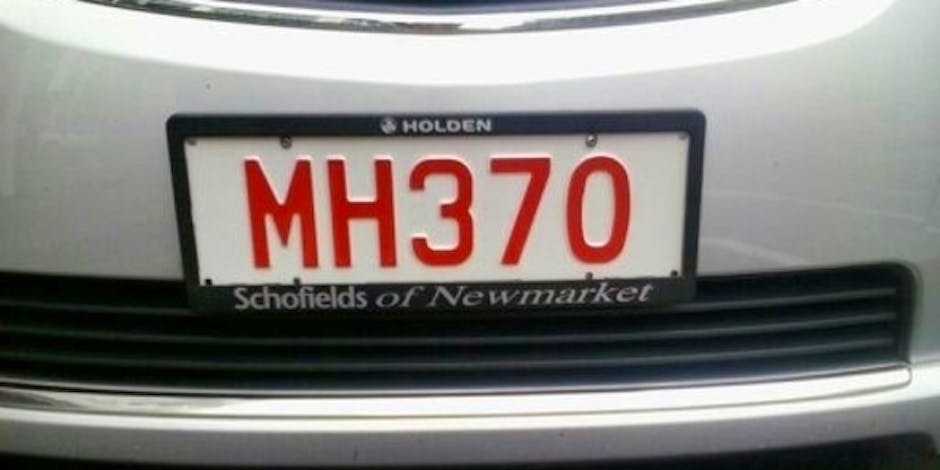 HOLDEN
MH370
Schofields of Newmarket